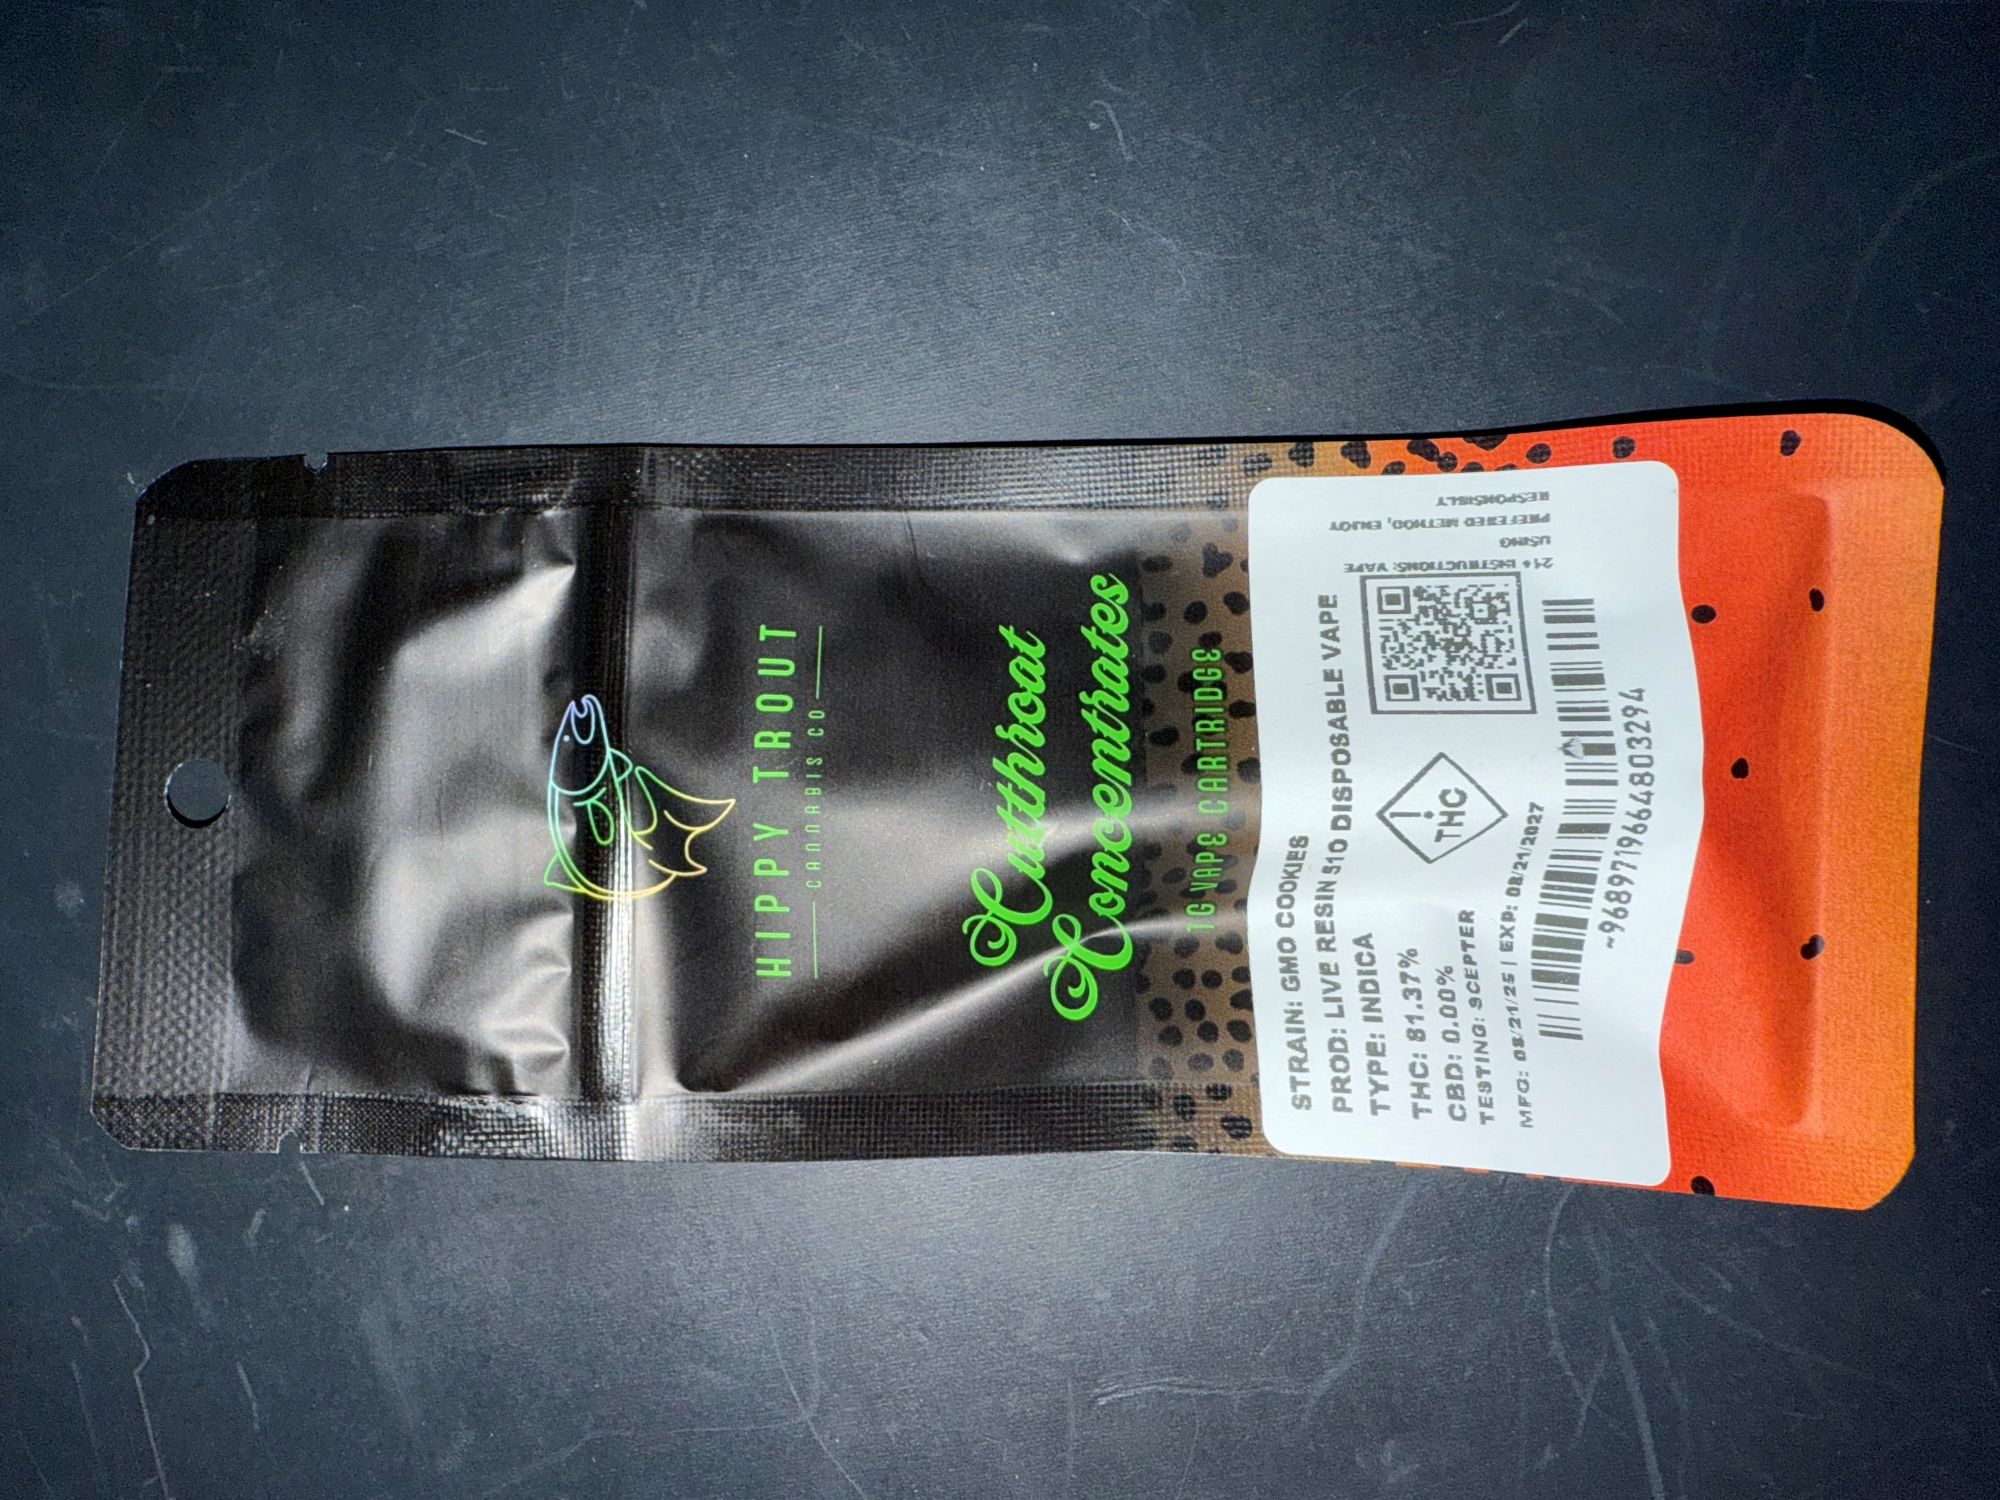 HIPPY TROUT
CANNABIS CO
Cutthroat
Concentrates
1G VAPE CARTRIDGE
STRAIN: GMO COOKIES
PROD: LIVE RESIN 510 DISPOSABLE VAPE
TYPE: INDICA
THC: 81.37%
CBD: 0.00%
TESTING: SCEPTER
MFG: 08/21/25 | EXP: 08/21/2027
! THC
21+ INSTRUCTIONS: VAPE
USING
PREFERED METHOD, ENJOY
RESPONSIBLY
~9689719664803294